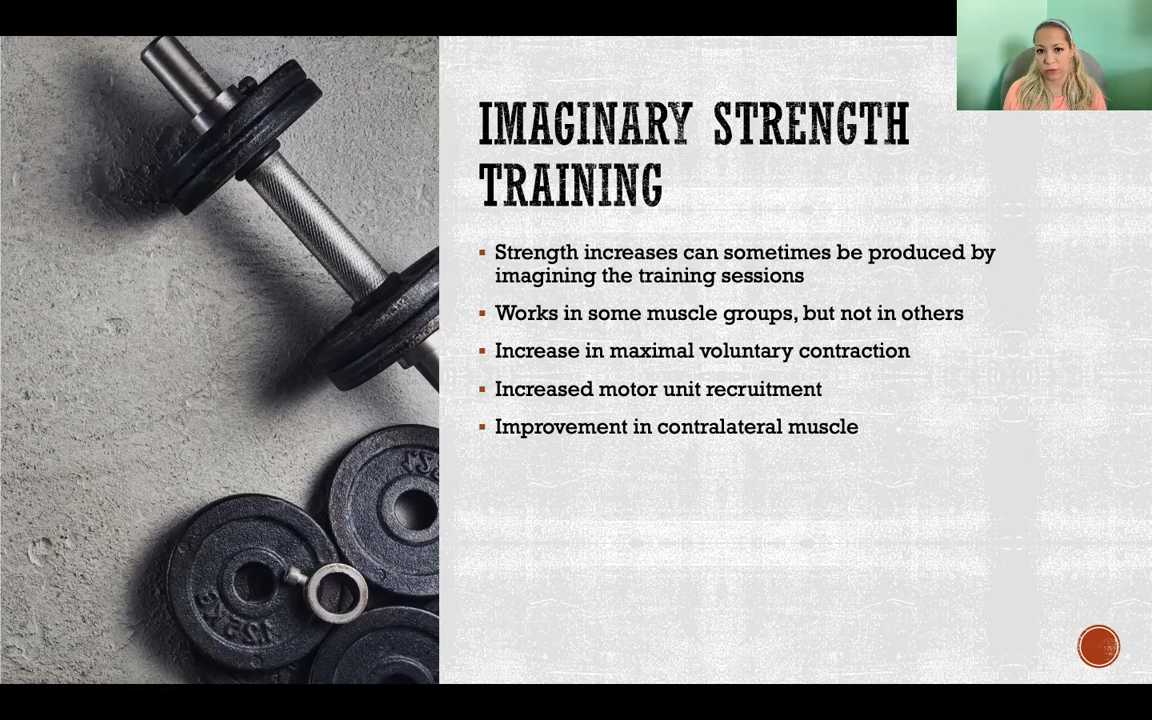 IMAGINARY STRENGTH
TRAINING
▪ Strength increases can sometimes be produced by
imagining the training sessions
▪ Works in some muscle groups, but not in others
▪ Increase in maximal voluntary contraction
▪ Increased motor unit recruitment
▪ Improvement in contralateral muscle